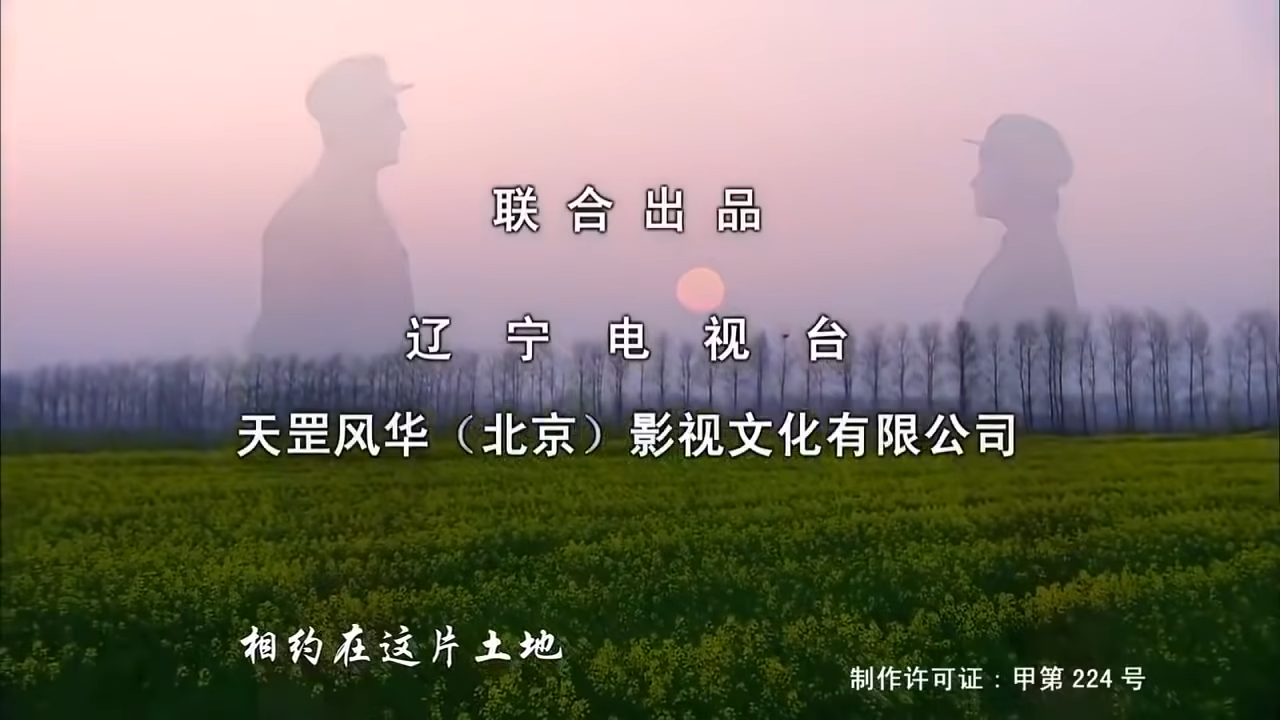 联合出品
辽宁电视台
天罡风华（北京）影视文化有限公司
相约在这片土地
制作许可证：甲第224号